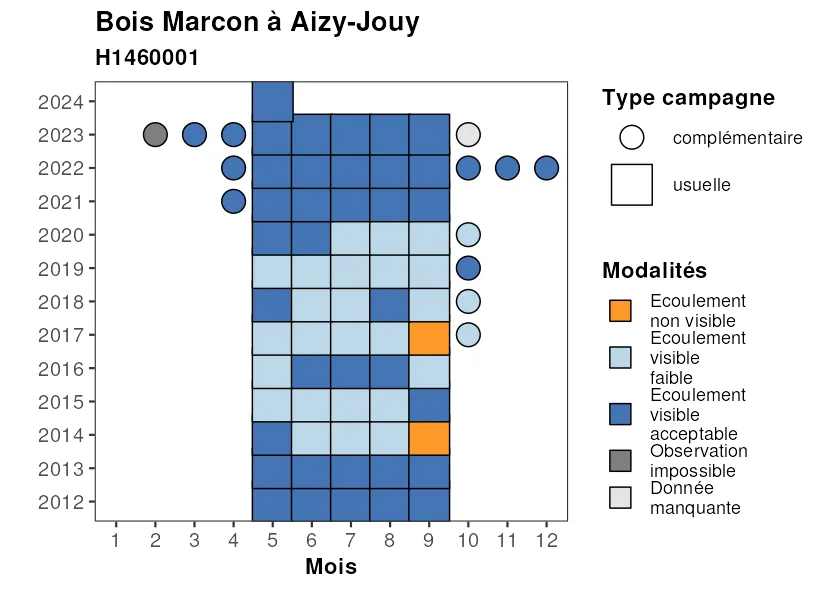 Bois Marcon à Aizy-Jouy
H1460001
2024
2023
2022
2021
2020
2019
2018
2017
2016
2015
2014
2013
2012
1 2 3 4 5 6 7 8 9 10 11 12
Mois
Type campagne
complémentaire
usuelle
Modalités
Ecoulement
non visible
Ecoulement
visible
faible
Ecoulement
visible
acceptable
Observation
impossible
Donnée
manquante